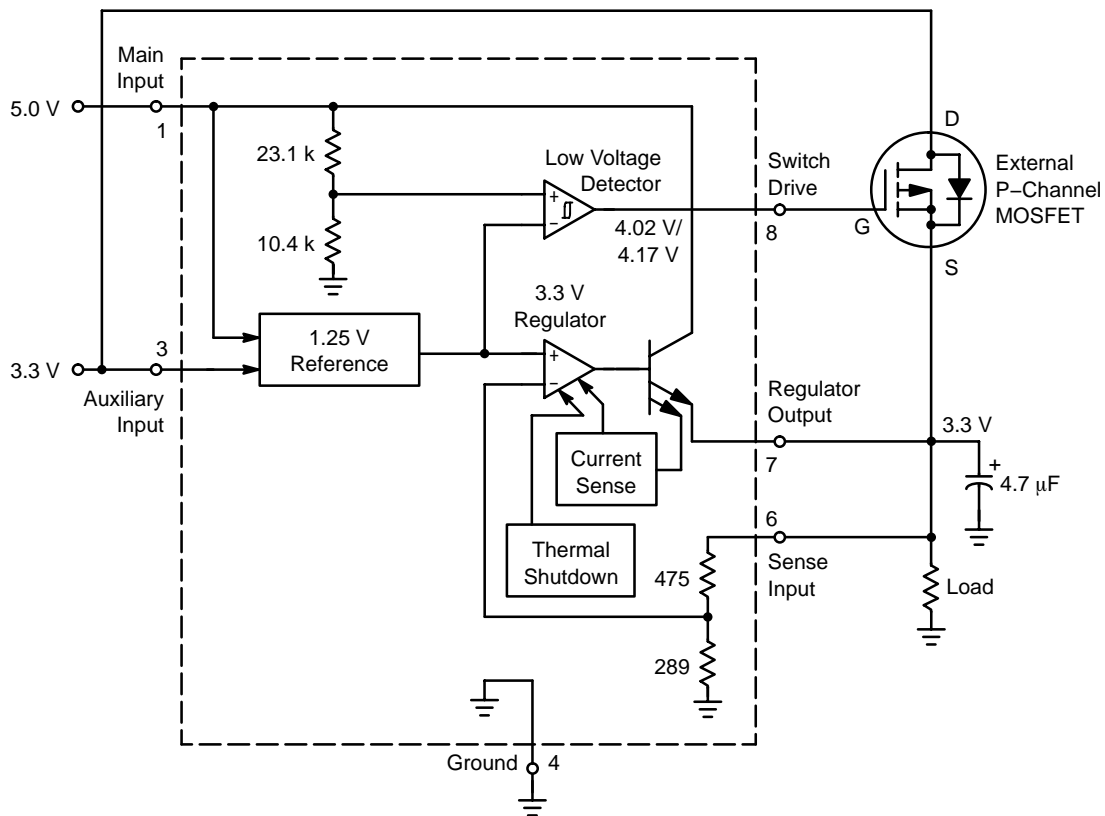 Main
Input
5.0 V
1
23.1 k
10.4 k
+
−
Low Voltage
Detector
4.02 V/
4.17 V
Switch
Drive
8
D
G
S
External
P−Channel
MOSFET
3.3 V
3
Auxiliary
Input
1.25 V
Reference
3.3 V
Regulator
+
−
Current
Sense
Thermal
Shutdown
Regulator
Output
7
3.3 V
+
4.7 μF
6
Sense
Input
475
289
Load
Ground
4